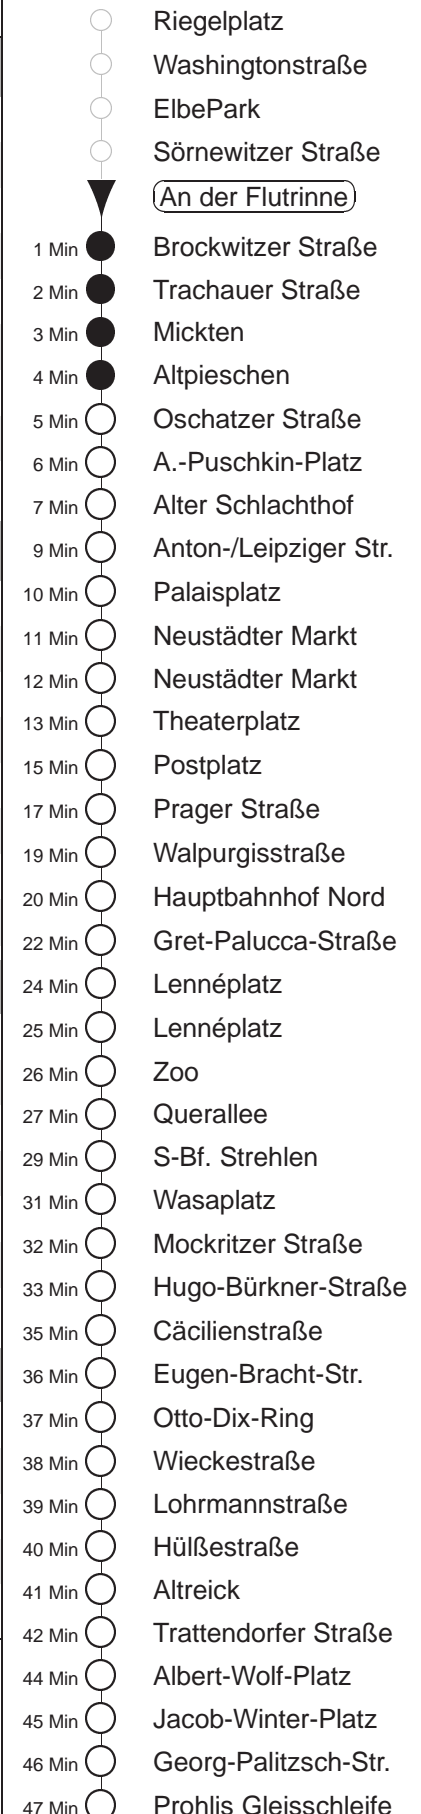 Riegelplatz
Washingtonstraße
ElbePark
Sörnewitzer Straße
An der Flutrinne
1 Min Brockwitzer Straße
2 Min Trachauer Straße
3 Min Mickten
4 Min Altpieschen
5 Min Oschatzer Straße
6 Min A.-Puschkin-Platz
7 Min Alter Schlachthof
9 Min Anton-/Leipziger Str.
10 Min Palaisplatz
11 Min Neustädter Markt
12 Min Neustädter Markt
13 Min Theaterplatz
15 Min Postplatz
17 Min Prager Straße
19 Min Walpurgisstraße
20 Min Hauptbahnhof Nord
22 Min Gret-Palucca-Straße
24 Min Lennéplatz
25 Min Lennéplatz
26 Min Zoo
27 Min Querallee
29 Min S-Bf. Strehlen
31 Min Wasaplatz
32 Min Mockritzer Straße
33 Min Hugo-Bürkner-Straße
35 Min Cäcilienstraße
36 Min Eugen-Bracht-Str.
37 Min Otto-Dix-Ring
38 Min Wieckestraße
39 Min Lohrmannstraße
40 Min Hülßestraße
41 Min Altreick
42 Min Trattendorfer Straße
44 Min Albert-Wolf-Platz
45 Min Jacob-Winter-Platz
46 Min Georg-Palitzsch-Str.
47 Min Prohlis Gleisschleife